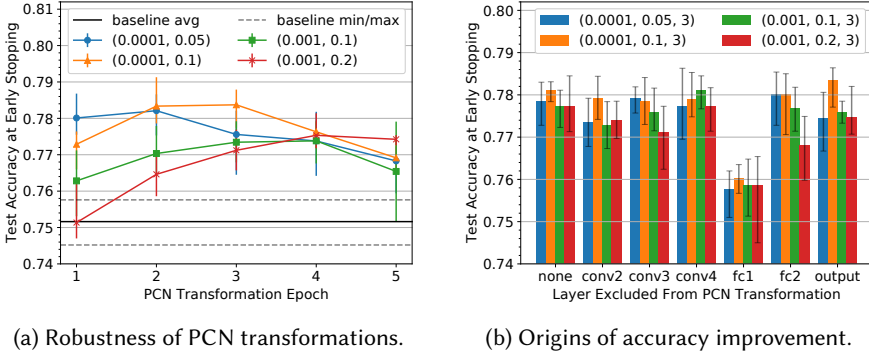 0.81
0.80
0.79
0.78
0.77
0.76
0.75
0.74
Test Accuracy at Early Stopping
baseline avg
baseline min/max
(0.0001, 0.05)
(0.001, 0.1)
(0.0001, 0.1)
(0.001, 0.2)
1 2 3 4 5
PCN Transformation Epoch
(a) Robustness of PCN transformations.
0.80
0.79
0.78
0.77
0.76
0.75
0.74
Test Accuracy at Early Stopping
(0.0001, 0.05, 3)
(0.001, 0.1, 3)
(0.0001, 0.1, 3)
(0.001, 0.2, 3)
none conv2 conv3 conv4 fc1 fc2 output
Layer Excluded From PCN Transformation
(b) Origins of accuracy improvement.